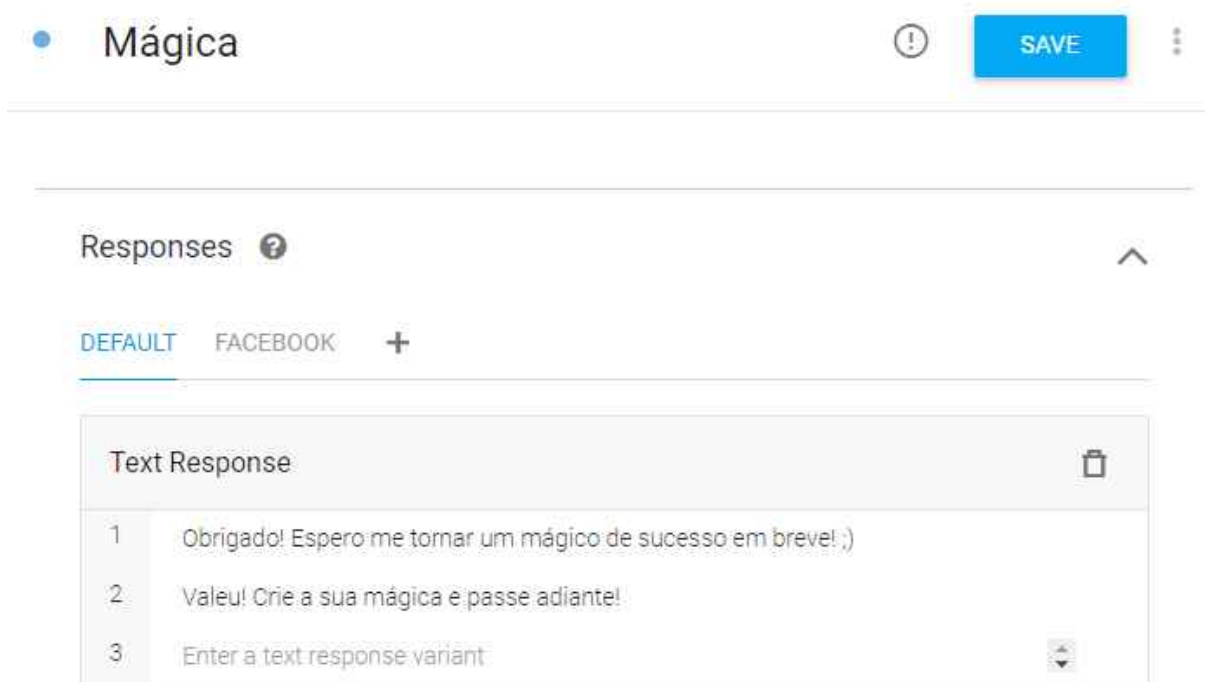 Mágica
SAVE
Responses
DEFAULT FACEBOOK +
Text Response
1 Obrigado! Espero me tornar um mágico de sucesso em breve! ;)
2 Valeu! Crie a sua mágica e passe adiante!
3 Enter a text response variant